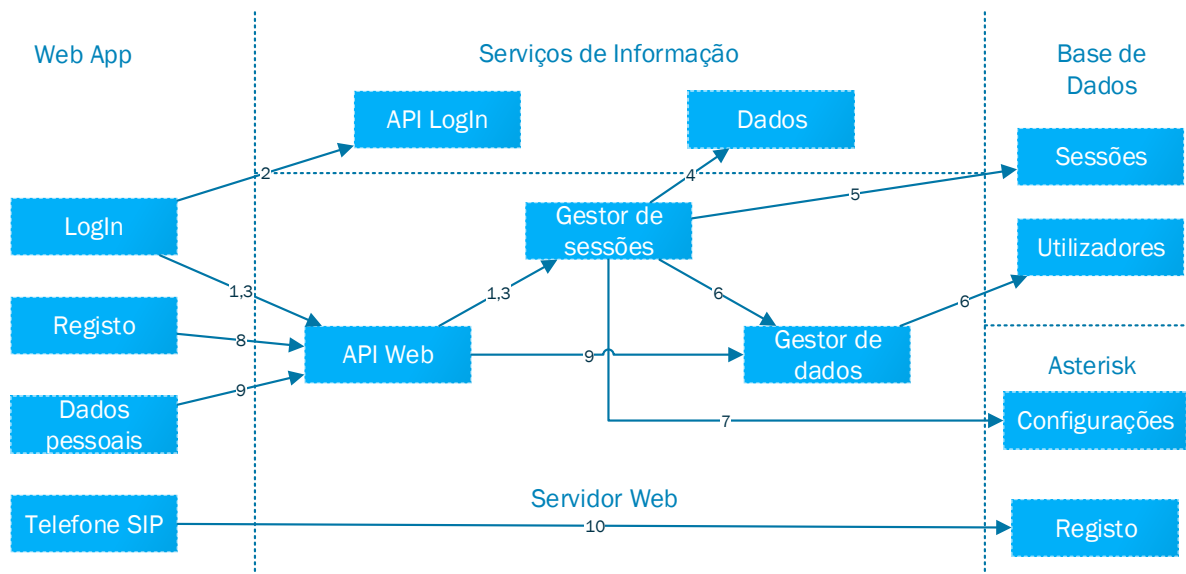 Web App
Serviços de Informação
Base de
Dados
API LogIn
Dados
Sessões
2
4
5
LogIn
Gestor de
sessões
Utilizadores
1,3
1,3
6
6
Registo
8
API Web
9
Gestor de
dados
Asterisk
9
Dados
pessoais
7
Configurações
Servidor Web
Telefone SIP
10
Registo